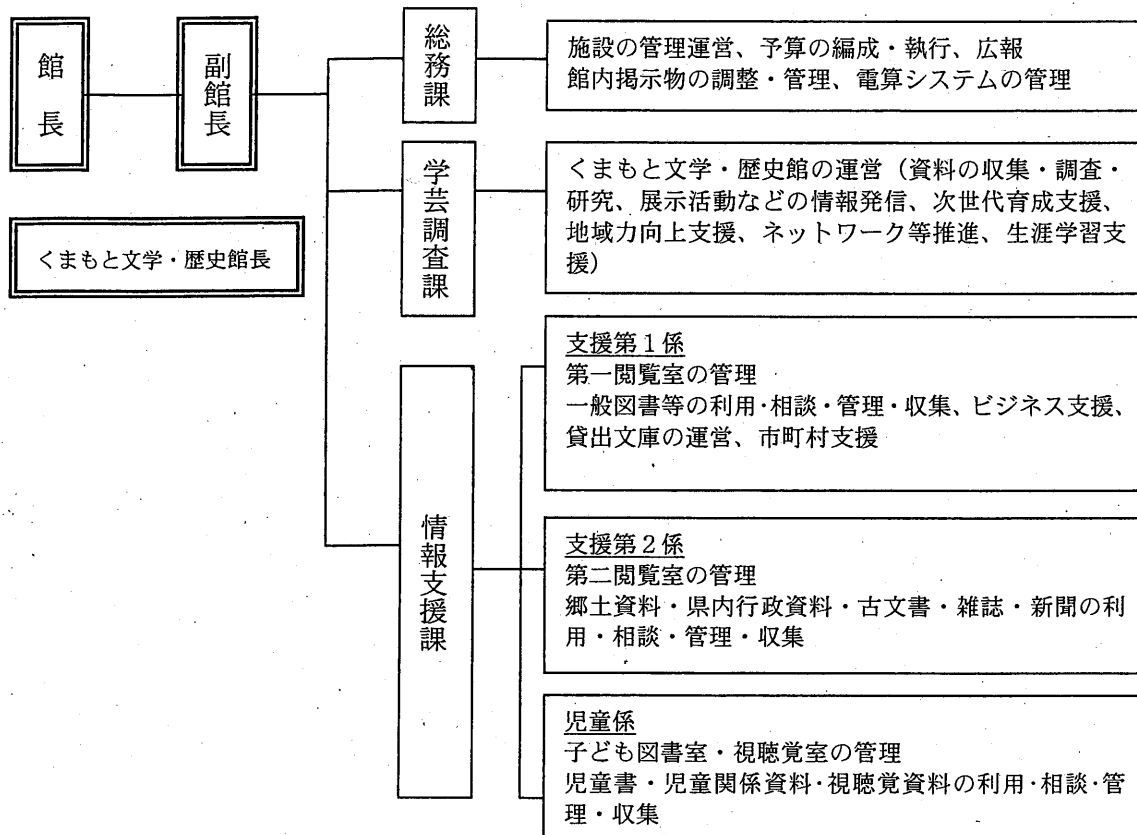 館長
副館長
くまもと文学・歴史館長
総務課
施設の管理運営、予算の編成・執行、広報
館内掲示物の調整・管理、電算システムの管理
学芸調査課
くまもと文学・歴史館の運営（資料の収集・調査・
研究、展示活動などの情報発信、次世代育成支援、
地域力向上支援、ネットワーク等推進、生涯学習支
援）
情報支援課
支援第１係
第一閲覧室の管理
一般図書等の利用・相談・管理・収集、ビジネス支援、
貸出文庫の運営、市町村支援
支援第２係
第二閲覧室の管理
郷土資料・県内行政資料・古文書・雑誌・新聞の利
用・相談・管理・収集
児童係
子ども図書室・視聴覚室の管理
児童書・児童関係資料・視聴覚資料の利用・相談・管
理・収集